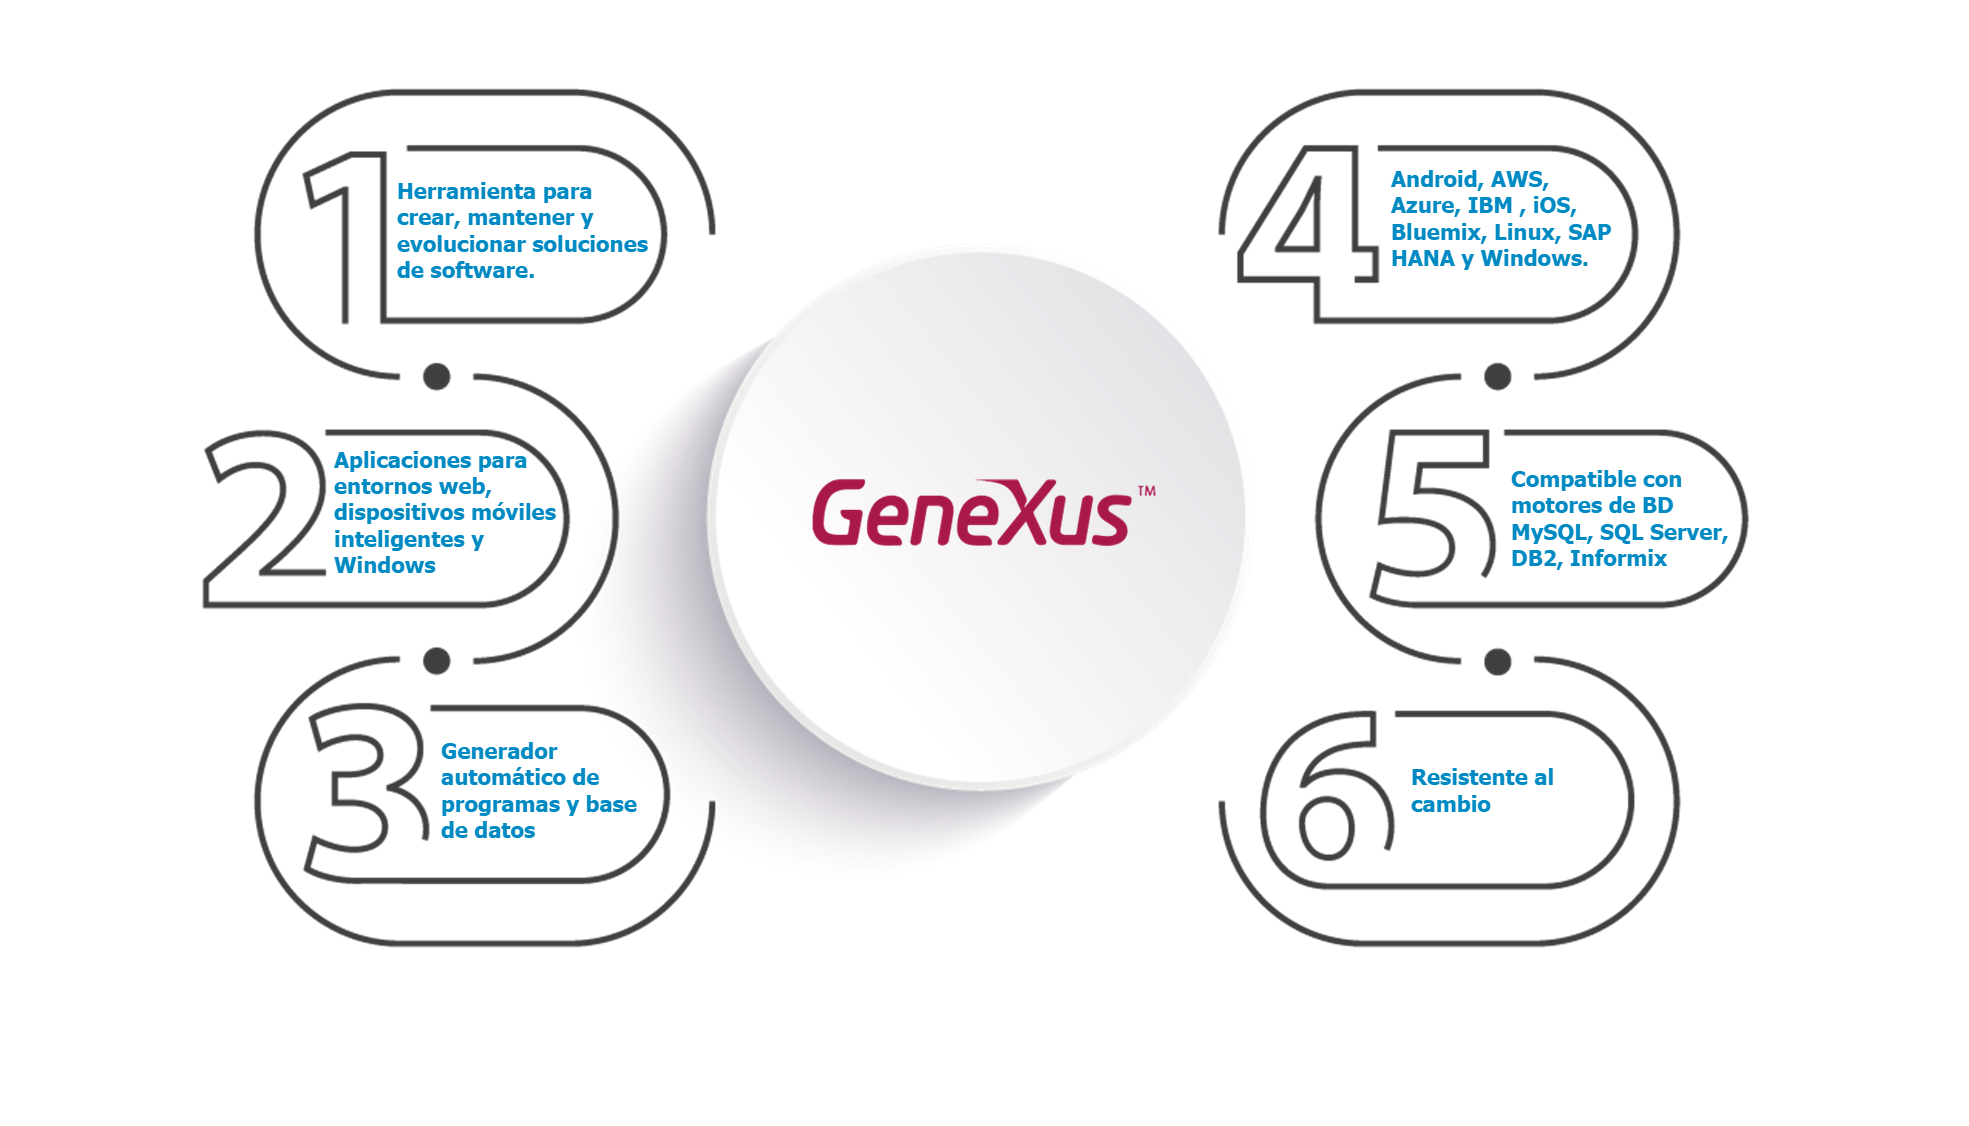 1
Herramienta para
crear, mantener y
evolucionar soluciones
de software.
2
Aplicaciones para
entornos web,
dispositivos móviles
inteligentes y
Windows
3
Generador
automático de
programas y base
de datos
GeneXus™
4
Android, AWS,
Azure, IBM , iOS,
Bluemix, Linux, SAP
HANA y Windows.
5
Compatible con
motores de BD
MySQL, SQL Server,
DB2, Informix
6
Resistente al
cambio